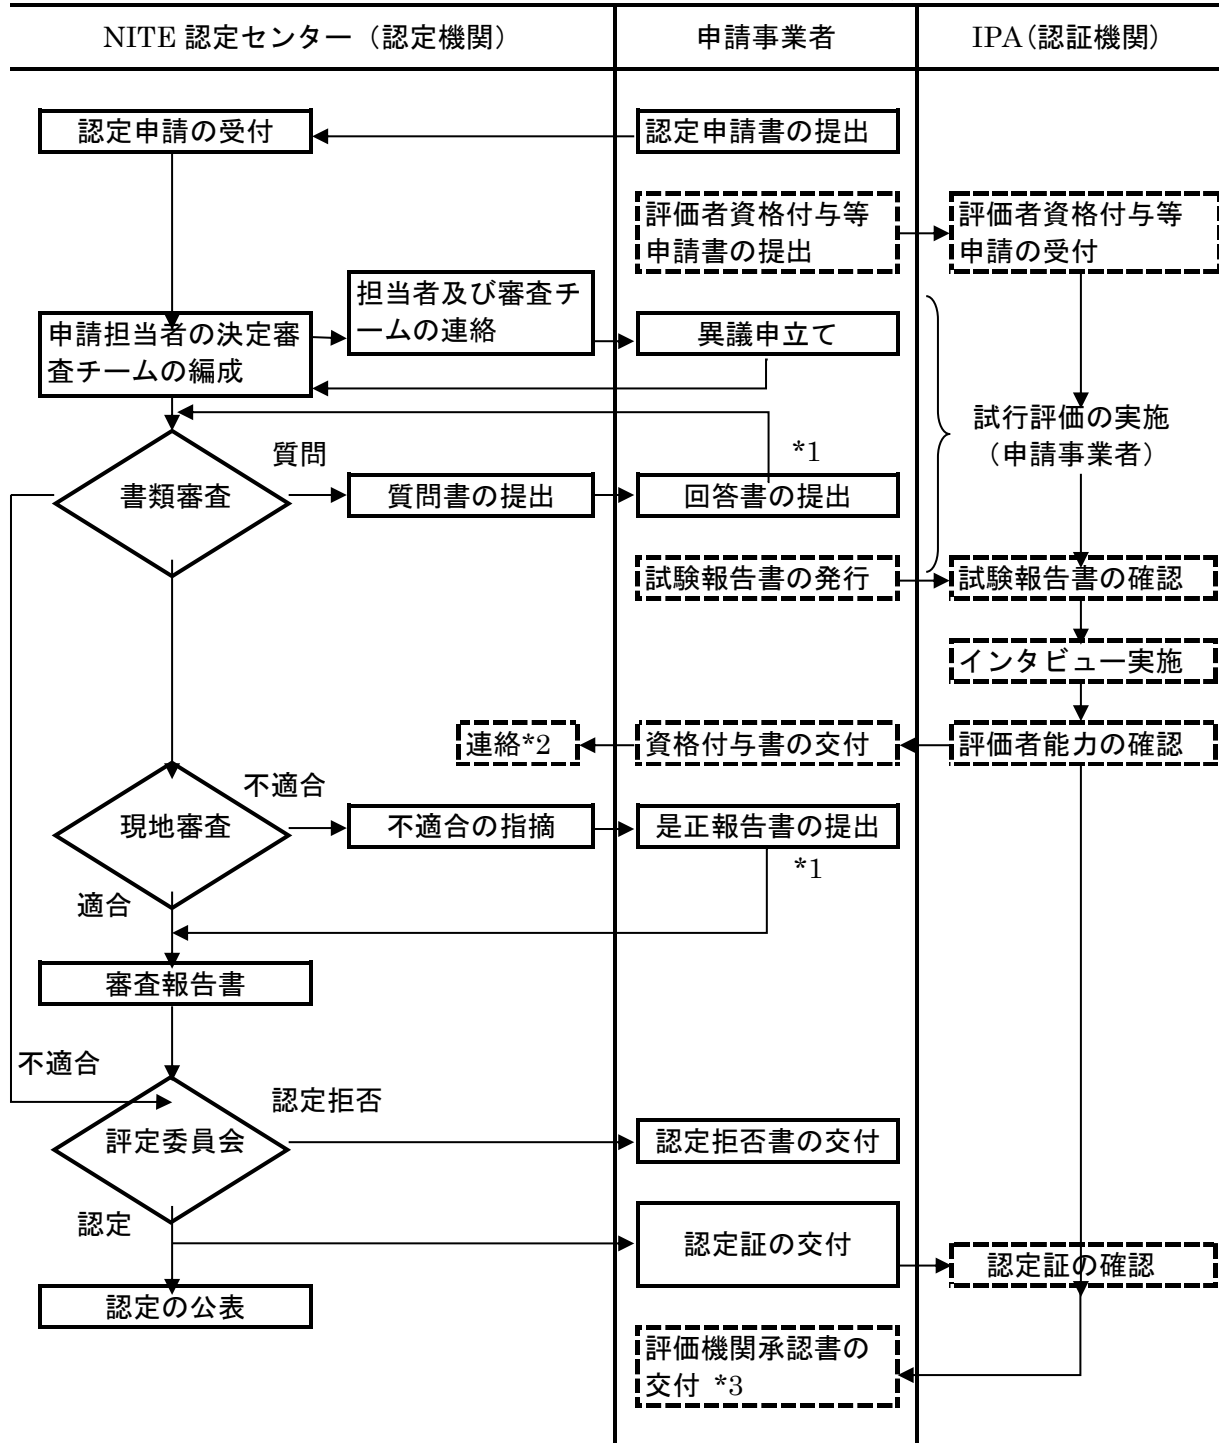 NITE 認定センター（認定機関）
申請事業者
IPA（認証機関）
認定申請の受付
認定申請書の提出
評価者資格付与等
申請書の提出
評価者資格付与等
申請の受付
申請担当者の決定審
査チームの編成
担当者及び審査チ
ームの連絡
異議申立て
試行評価の実施
（申請事業者）
書類審査
質問
質問書の提出
*1
回答書の提出
試験報告書の発行
試験報告書の確認
インタビュー実施
連絡*2
資格付与書の交付
評価者能力の確認
現地審査
不適合
不適合の指摘
是正報告書の提出
*1
適合
審査報告書
不適合
評定委員会
認定拒否
認定拒否書の交付
認定
認定証の交付
認定証の確認
認定の公表
評価機関承認書の
交付 *3